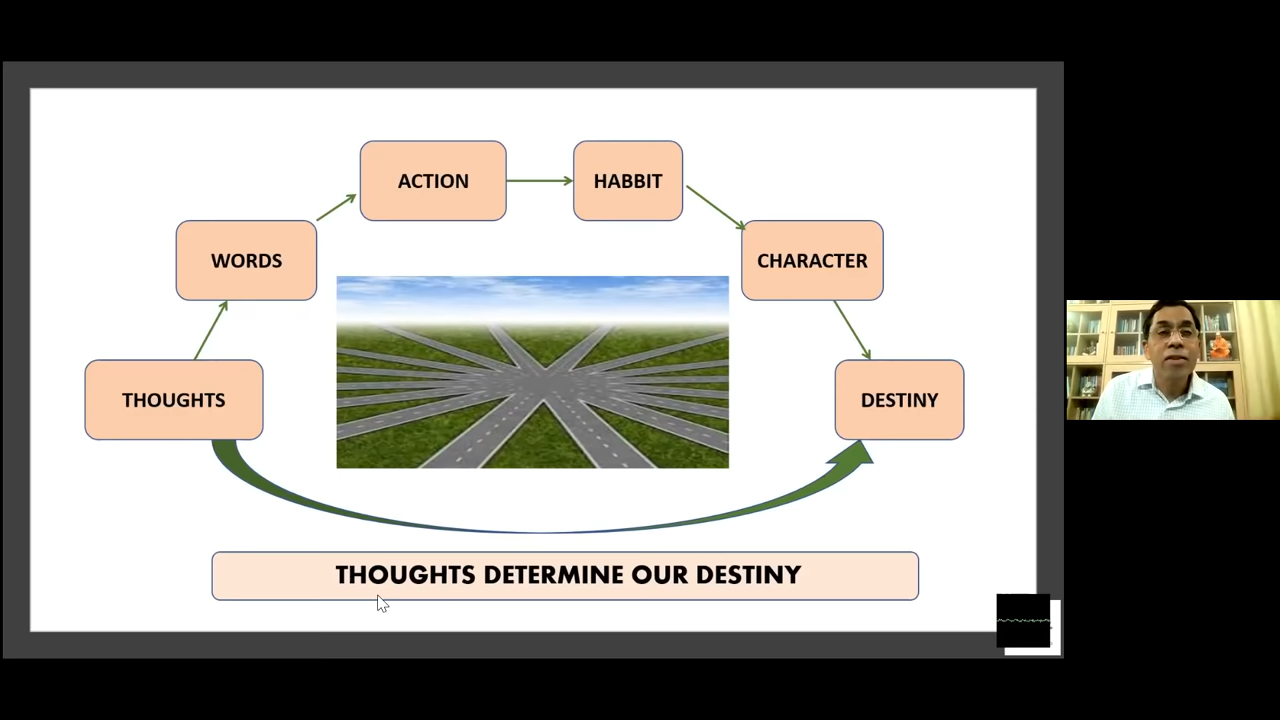 ACTION
HABBIT
WORDS
CHARACTER
THOUGHTS
DESTINY
THOUGHTS DETERMINE OUR DESTINY